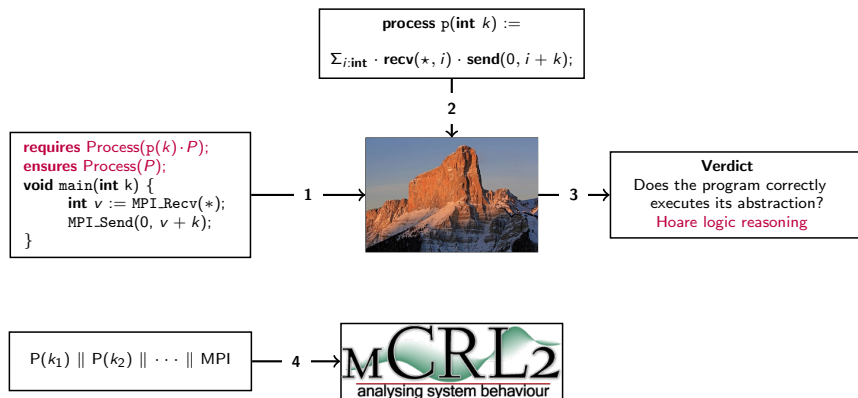 process p(int k) :=
Σi:int · recv(⋆, i) · send(0, i + k);
2
requires Process(p(k) · P);
ensures Process(P);
void main(int k) {
int v := MPI_Recv(*);
MPI_Send(0, v + k);
}
1
3
Verdict
Does the program correctly
executes its abstraction?
Hoare logic reasoning
P(k1) ∥ P(k2) ∥ · · · ∥ MPI
4
mCRL2
analysing system behaviour